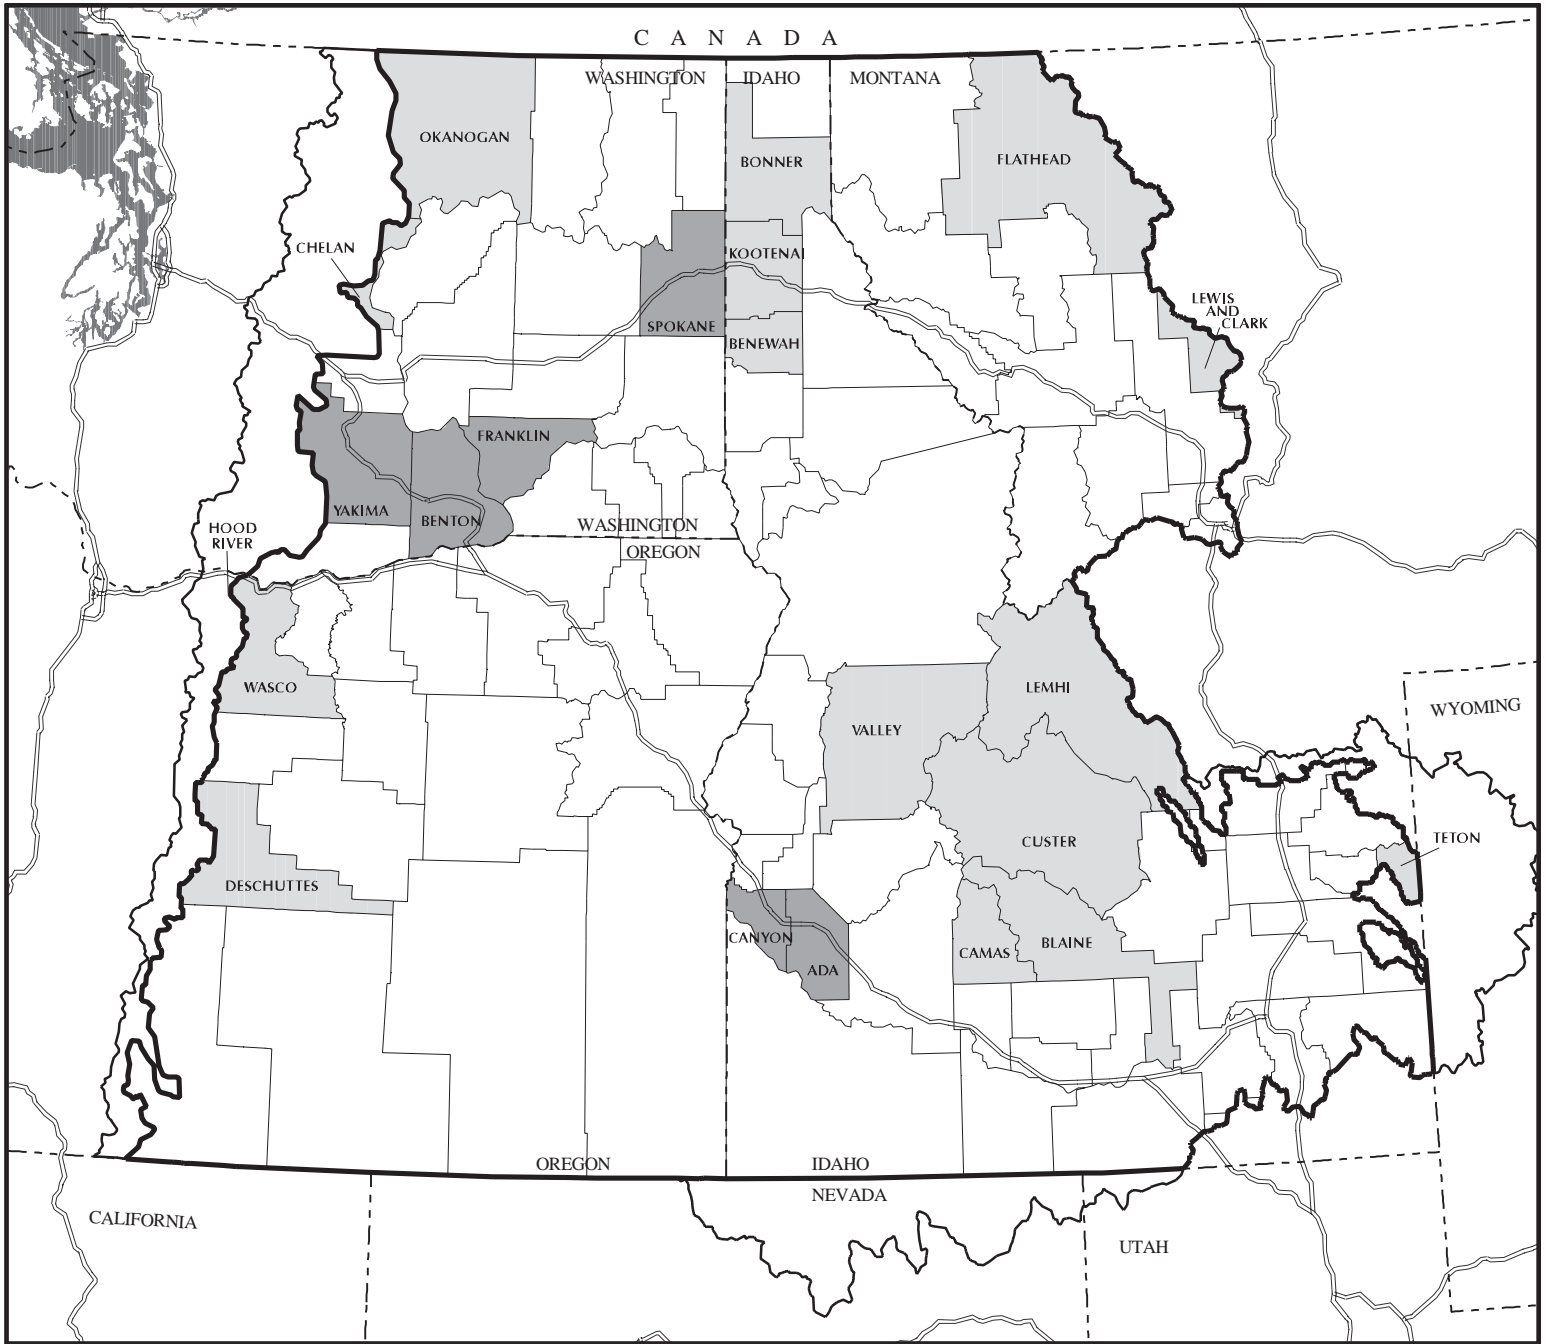 C A N A D A
WASHINGTON
IDAHO
MONTANA
OKANOGAN
BONNER
FLATHEAD
CHELAN
KOOTENAI
LEWIS
AND
CLARK
SPOKANE
BENEWAH
FRANKLIN
YAKIMA
BENTON
WASHINGTON
OREGON
HOOD
RIVER
WASCO
LEMHI
VALLEY
WYOMING
CUSTER
TETON
DESCHUTTES
CANYON
ADA
CAMAS
BLAINE
OREGON
IDAHO
NEVADA
CALIFORNIA
UTAH